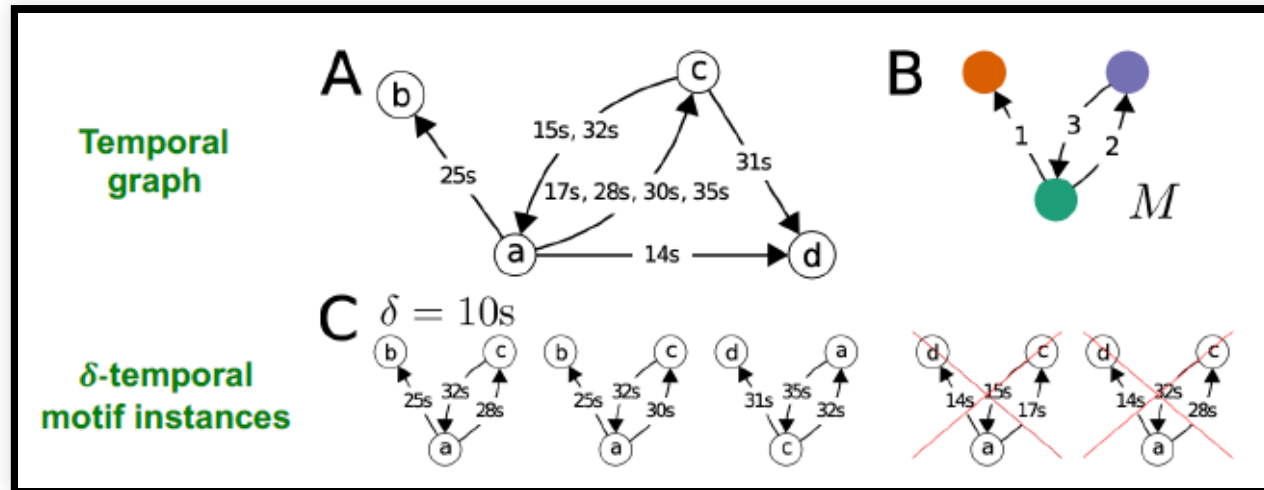 Temporal
graph
A
b
c
15s, 32s
31s
25s
17s, 28s, 30s, 35s
a
14s
d
B
1
3
2
M
δ-temporal
motif instances
C δ = 10s
b c
25s 32s 28s
a
b c
25s 32s 30s
a
d a
31s 35s 32s
c
d c
14s 15s 17s
a
d c
14s 32s 28s
a